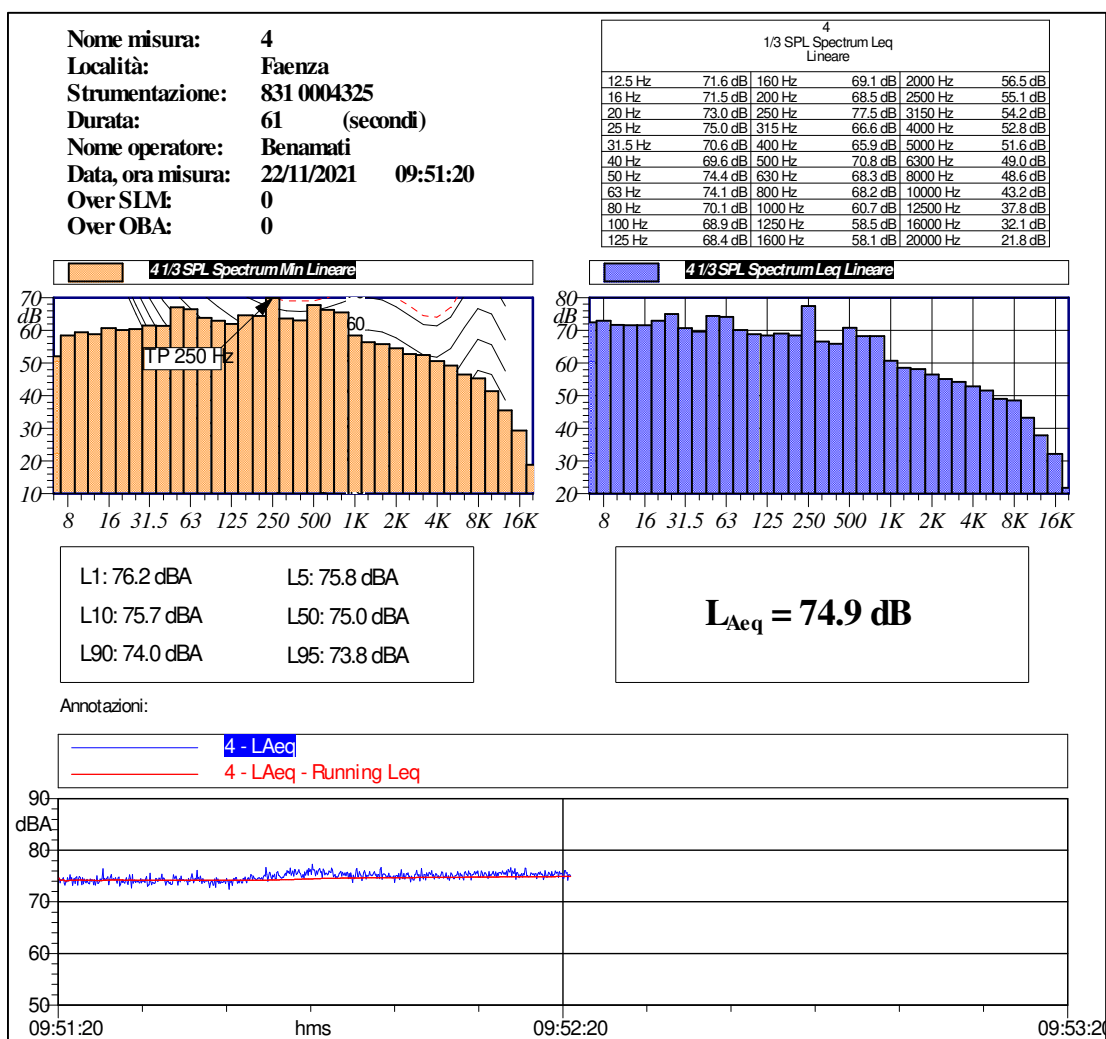 Nome misura: 4
Località: Faenza
Strumentazione: 831 0004325
Durata: 61 (secondi)
Nome operatore: Benamati
Data, ora misura: 22/11/2021 09:51:20
Over SLM: 0
Over OBA: 0
4
1/3 SPL Spectrum Leq
Lineare
12.5 Hz 71.6 dB 160 Hz 69.1 dB 2000 Hz 56.5 dB
16 Hz 71.5 dB 200 Hz 68.5 dB 2500 Hz 55.1 dB
20 Hz 73.0 dB 250 Hz 77.5 dB 3150 Hz 54.2 dB
25 Hz 75.0 dB 315 Hz 66.6 dB 4000 Hz 52.8 dB
31.5 Hz 70.6 dB 400 Hz 65.9 dB 5000 Hz 51.6 dB
40 Hz 69.6 dB 500 Hz 70.8 dB 6300 Hz 49.0 dB
50 Hz 74.4 dB 630 Hz 68.3 dB 8000 Hz 48.6 dB
63 Hz 74.1 dB 800 Hz 68.2 dB 10000 Hz 43.2 dB
80 Hz 70.1 dB 1000 Hz 60.7 dB 12500 Hz 37.8 dB
100 Hz 68.9 dB 1250 Hz 58.5 dB 16000 Hz 32.1 dB
125 Hz 68.4 dB 1600 Hz 58.1 dB 20000 Hz 21.8 dB
4 1/3 SPL Spectrum Min Lineare
70
dB
60
50
40
30
20
10
60
TP 250 Hz
8 16 31.5 63 125 250 500 1K 2K 4K 8K 16K
4 1/3 SPL Spectrum Leq Lineare
80
dB
70
60
50
40
30
20
8 16 31.5 63 125 250 500 1K 2K 4K 8K 16K
L1: 76.2 dBA L5: 75.8 dBA
L10: 75.7 dBA L50: 75.0 dBA
L90: 74.0 dBA L95: 73.8 dBA
LAeq = 74.9 dB
Annotazioni:
4 - LAeq
4 - LAeq - Running Leq
90
dBA
80
70
60
50
09:51:20 hms 09:52:20 09:53:20